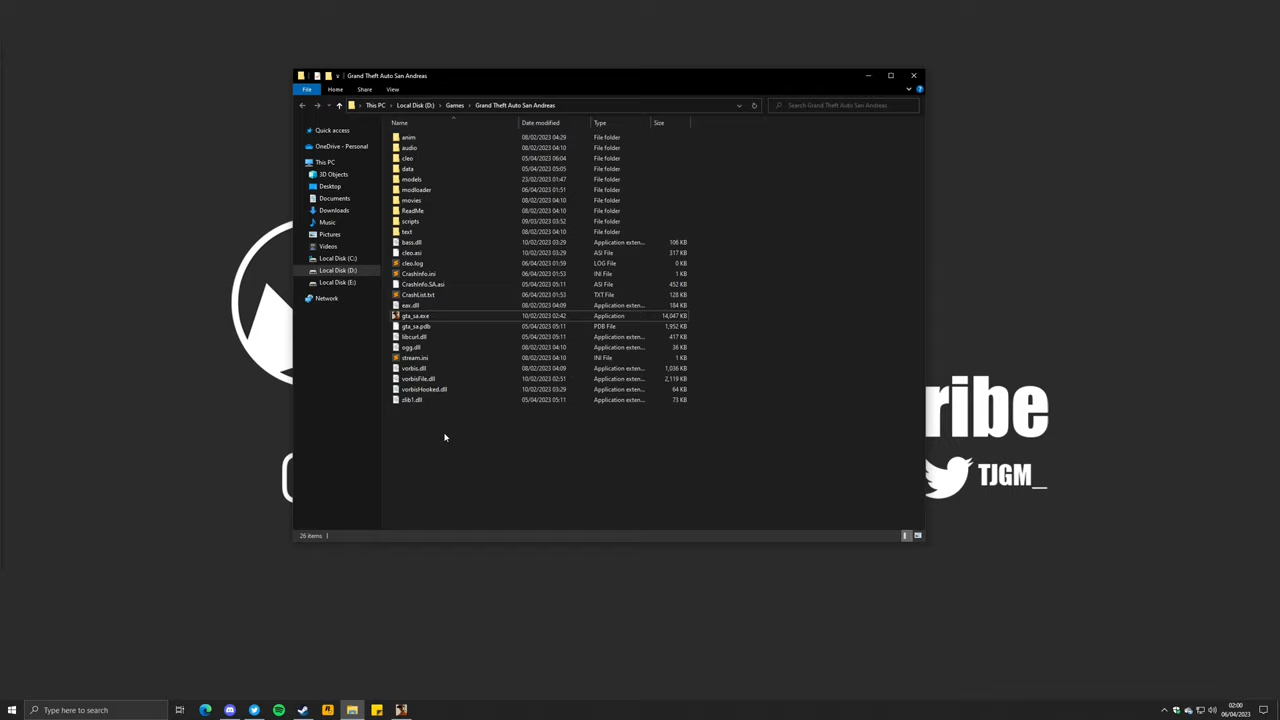 Grand Theft Auto San Andreas
File Home Share View
This PC Local Disk (D:) Games Grand Theft Auto San Andreas
Search Grand Theft Auto San Andreas
Name Date modified Type Size
Quick access
OneDrive - Personal
This PC
3D Objects
Desktop
Documents
Downloads
Music
Pictures
Videos
Local Disk (C:)
Local Disk (D:)
Local Disk (E:)
Network
anim 08/02/2023 04:29 File folder
audio 08/02/2023 04:10 File folder
cleo 05/04/2023 06:04 File folder
data 05/04/2023 05:05 File folder
models 23/02/2023 01:47 File folder
modloader 06/04/2023 01:51 File folder
movies 08/02/2023 04:10 File folder
ReadMe 08/02/2023 04:10 File folder
scripts 09/03/2023 03:52 File folder
text 08/02/2023 04:10 File folder
bass.dll 10/02/2023 03:29 Application exten... 106 KB
cleo.asi 10/02/2023 03:29 ASI File 317 KB
cleo.log 06/04/2023 01:59 LOG File 0 KB
CrashInfo.ini 06/04/2023 01:53 INI File 1 KB
CrashInfo.SA.asi 05/04/2023 05:11 ASI File 452 KB
CrashList.txt 06/04/2023 01:53 TXT File 128 KB
eax.dll 08/02/2023 04:09 Application exten... 184 KB
gta_sa.exe 10/02/2023 02:42 Application 14,047 KB
gta_sa.pdb 05/04/2023 05:11 PDB File 1,952 KB
libcurl.dll 05/04/2023 05:11 Application exten... 417 KB
ogg.dll 08/02/2023 04:10 Application exten... 36 KB
stream.ini 08/02/2023 04:10 INI File 1 KB
vorbis.dll 08/02/2023 04:09 Application exten... 1,036 KB
vorbisFile.dll 10/02/2023 02:51 Application exten... 2,119 KB
vorbisHooked.dll 10/02/2023 03:29 Application exten... 64 KB
zlib1.dll 05/04/2023 05:11 Application exten... 73 KB
26 items
ribe
TJGM_
Type here to search
02:00
06/04/2023